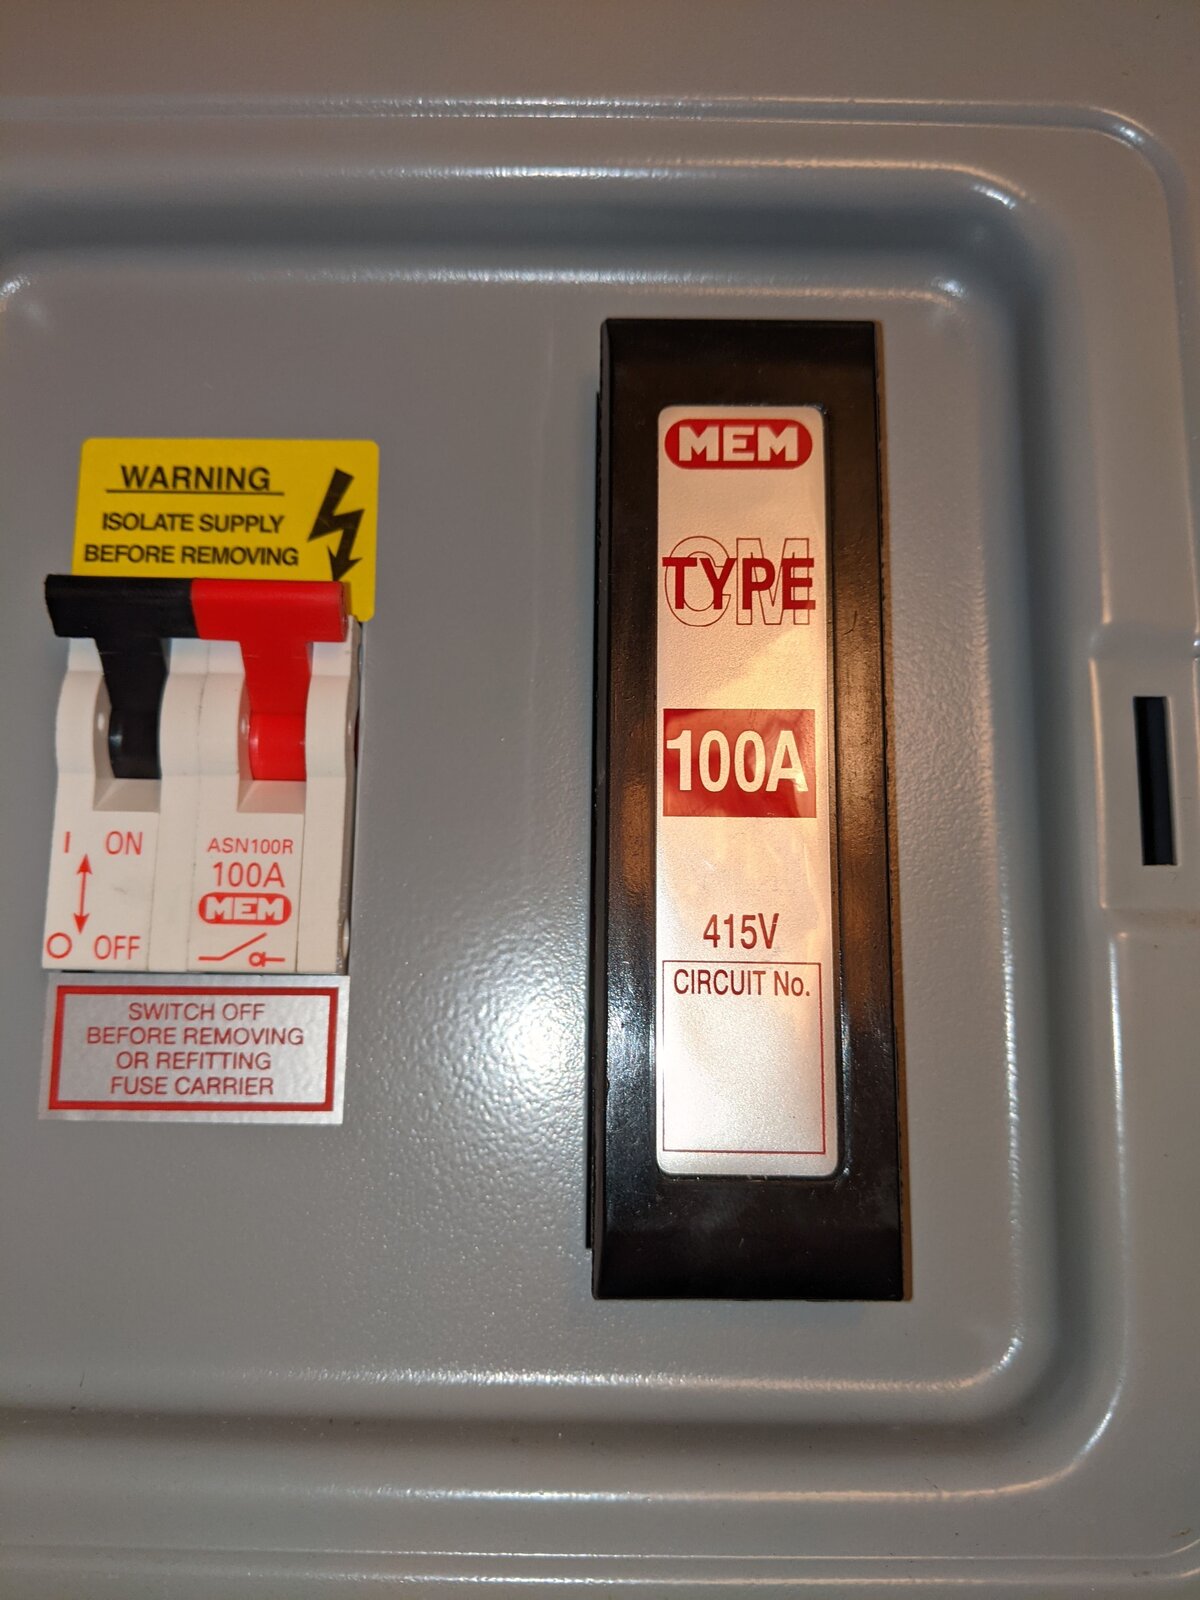 WARNING
ISOLATE SUPPLY
BEFORE REMOVING
I ON
O OFF
ASN100R
100A
MEM
SWITCH OFF
BEFORE REMOVING
OR REFITTING
FUSE CARRIER
MEM
CM
TYPE
100A
415V
CIRCUIT No.